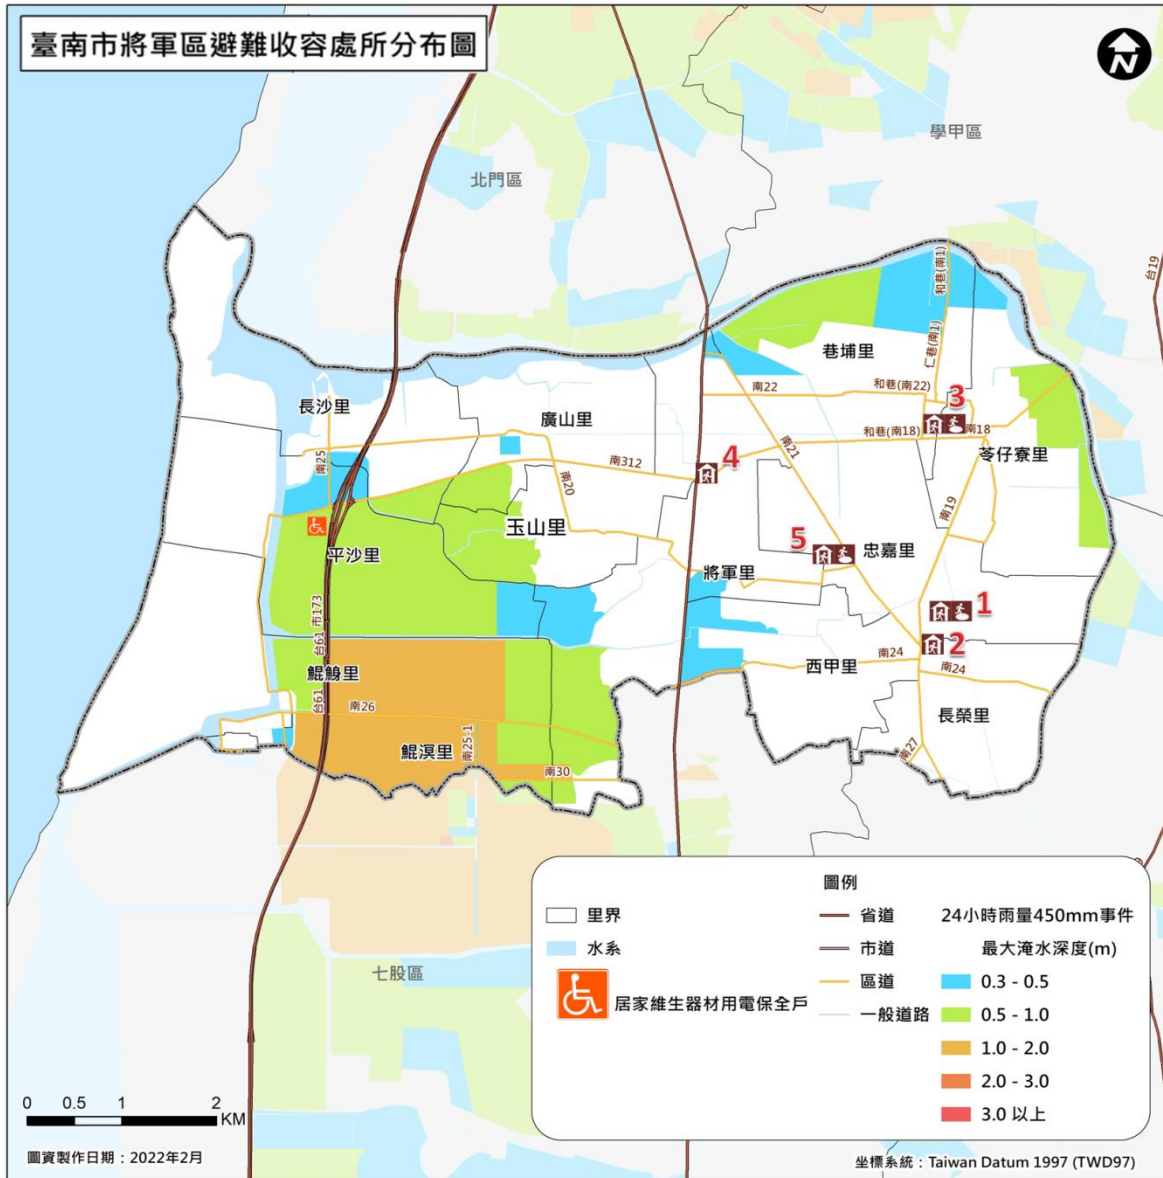 臺南市將軍區避難收容處所分布圖
N
學甲區
北門區
台19
和巷(南1)
仁巷(南1)
巷埔里
南22
和巷(南22)
3
長沙里
廣山里
和巷(南18)
南18
南21
苓仔寮里
南25
南312
4
南20
南19
玉山里
5
忠嘉里
平沙里
將軍里
1
台61 市173
2
南24
西甲里
南24
鯤鯓里
台61
南26
長榮里
鯤溟里
南25-1
南27
南30
七股區
圖例
里界
水系
居家維生器材用電保全戶
省道
市道
區道
一般道路
24小時雨量450mm事件
最大淹水深度(m)
0.3 - 0.5
0.5 - 1.0
1.0 - 2.0
2.0 - 3.0
3.0 以上
0 0.5 1 2
KM
圖資製作日期：2022年2月
坐標系統：Taiwan Datum 1997 (TWD97)